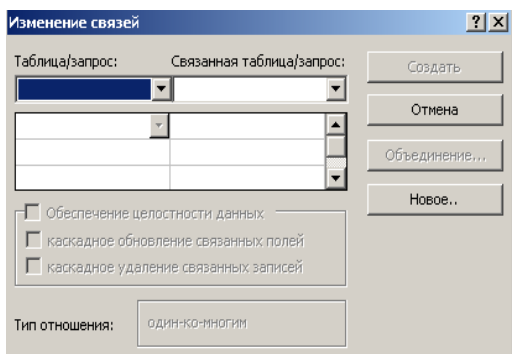 Изменение связей
Таблица/запрос: Связанная таблица/запрос:
Создать
Отмена
Объединение...
Новое..
Обеспечение целостности данных
каскадное обновление связанных полей
каскадное удаление связанных записей
Тип отношения: один-ко-многим